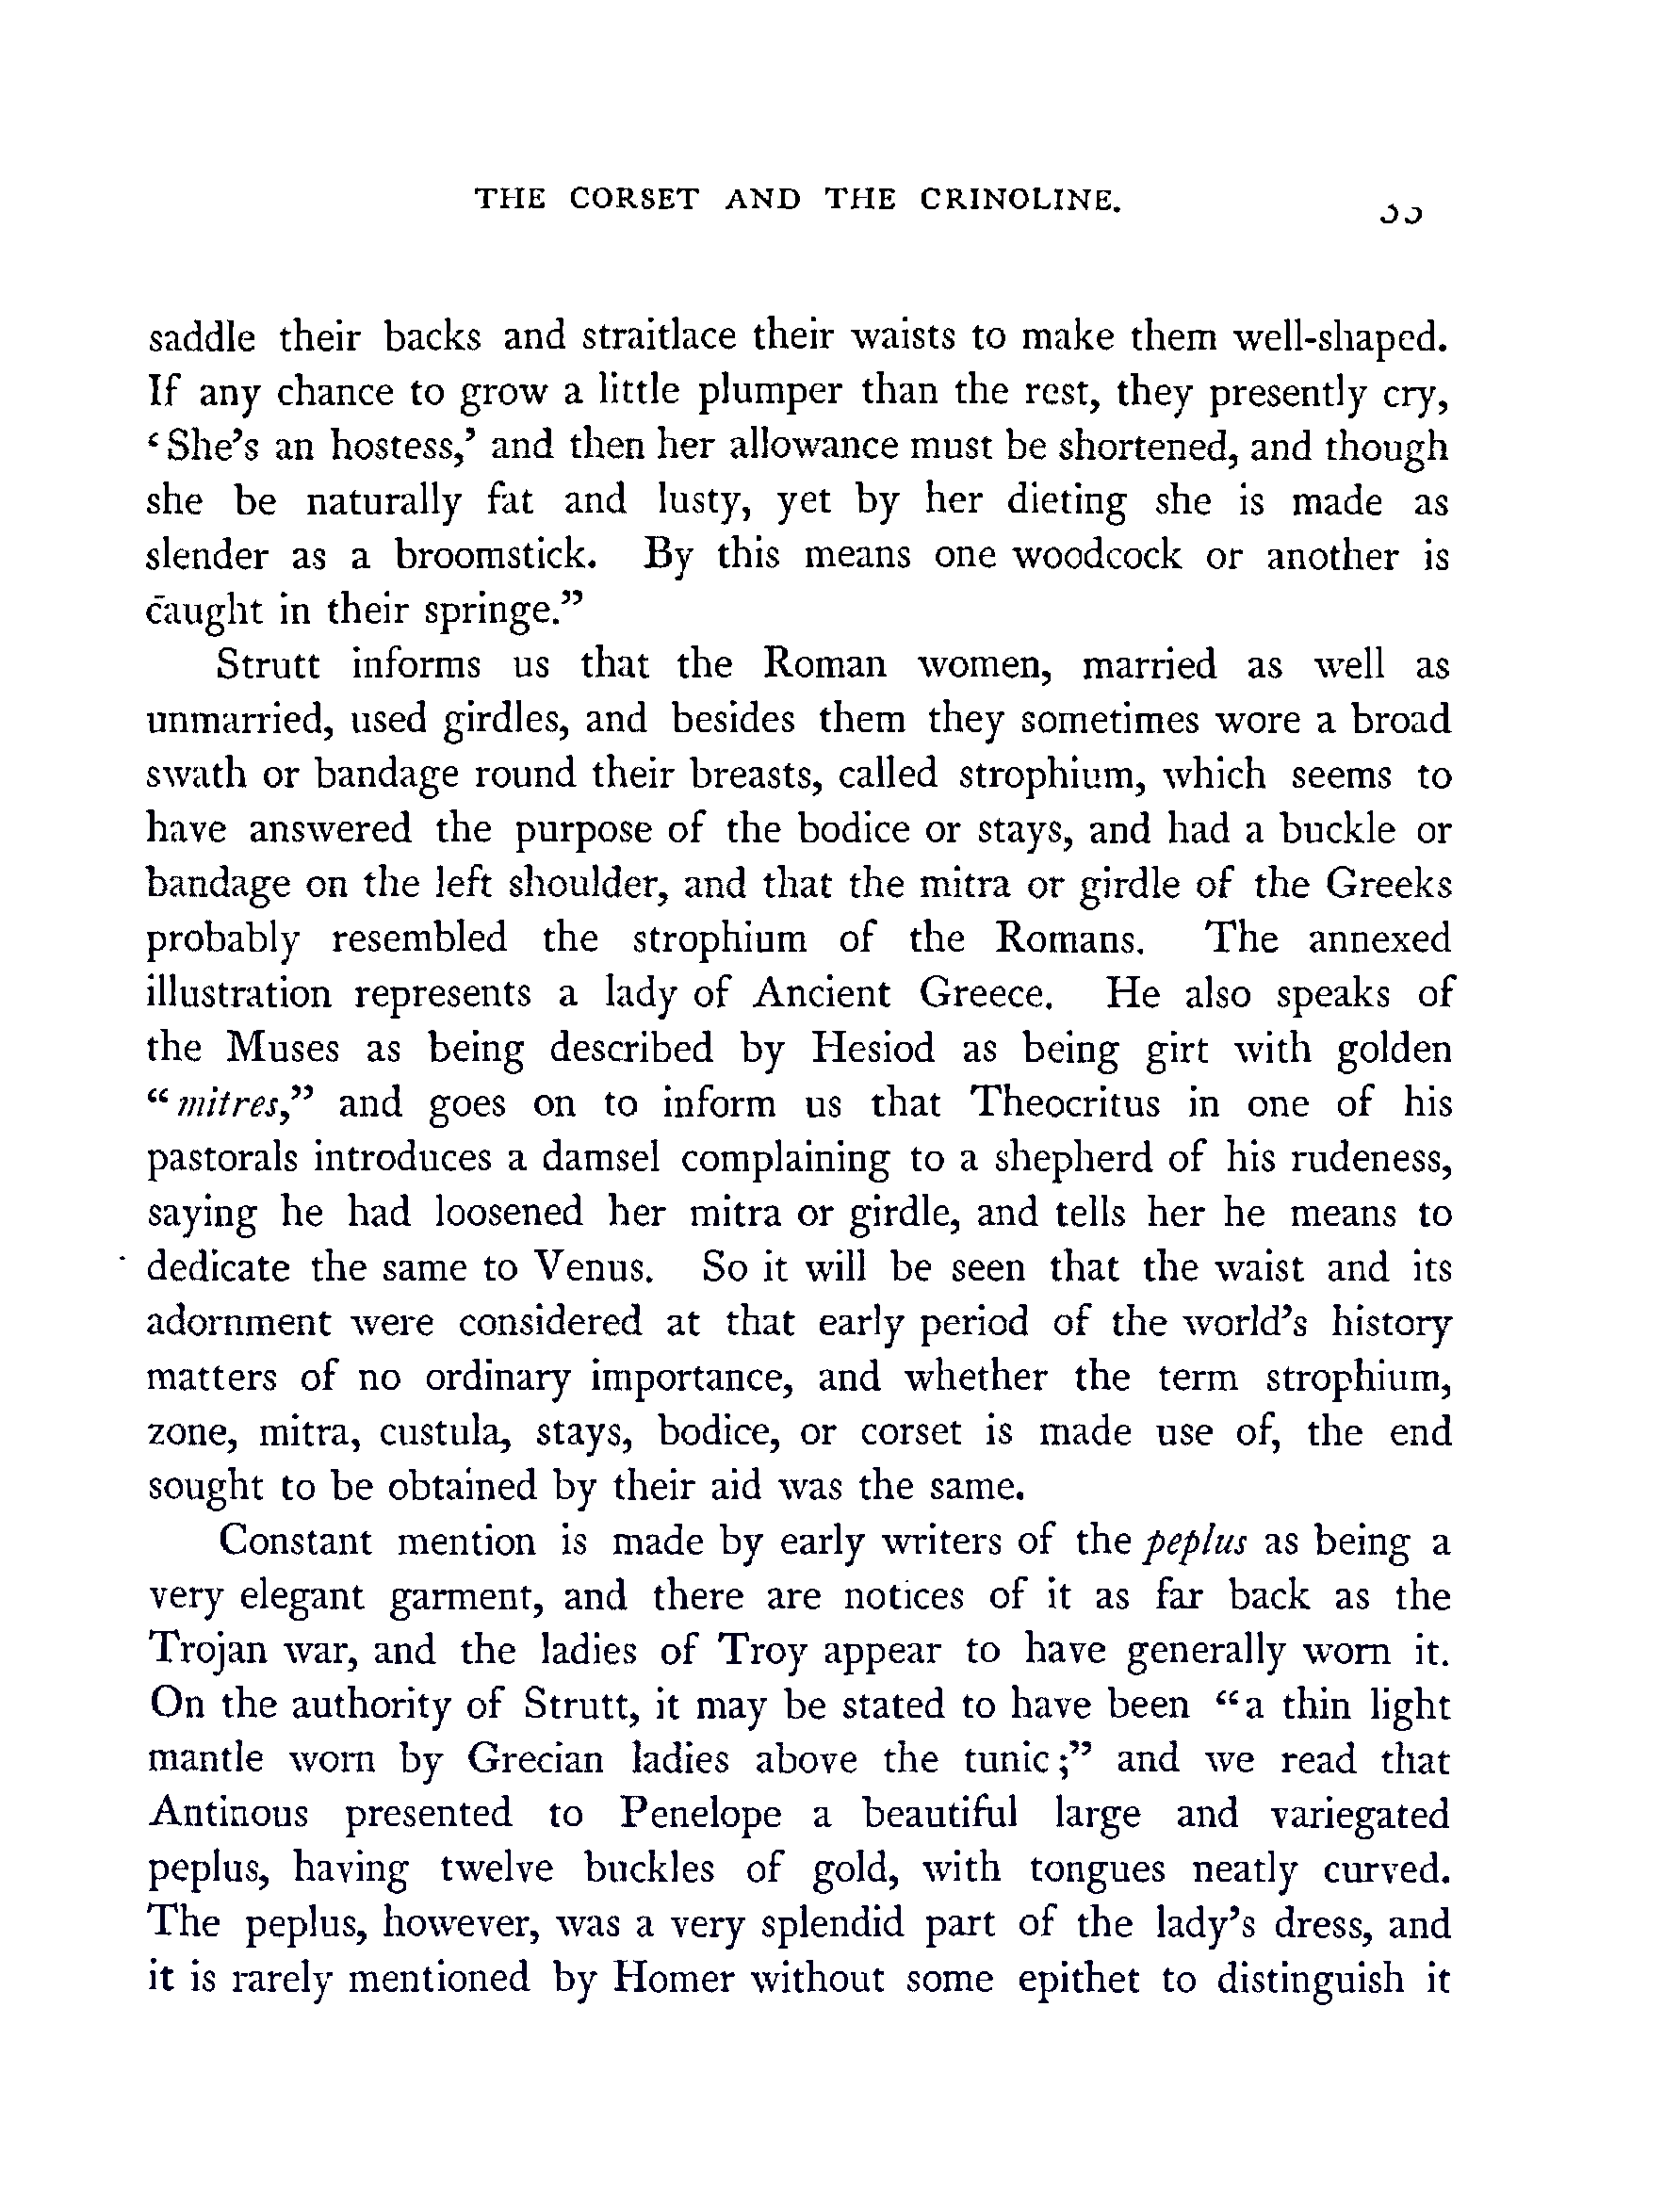 THE CORSET AND THE CRINOLINE.
saddle their backs and straitlace their waists to make them well-shaped.
If any chance to grow a little plumper than the rest, they presently cry,
‘She’s an hostess,’ and then her allowance must be shortened, and though
she be naturally fat and lusty, yet by her dieting she is made as
slender as a broomstick. By this means one woodcock or another is
caught in their springe.”
Strutt informs us that the Roman women, married as well as
unmarried, used girdles, and besides them they sometimes wore a broad
swath or bandage round their breasts, called strophium, which seems to
have answered the purpose of the bodice or stays, and had a buckle or
bandage on the left shoulder, and that the mitra or girdle of the Greeks
probably resembled the strophium of the Romans. The annexed
illustration represents a lady of Ancient Greece. He also speaks of
the Muses as being described by Hesiod as being girt with golden
“mitres,” and goes on to inform us that Theocritus in one of his
pastorals introduces a damsel complaining to a shepherd of his rudeness,
saying he had loosened her mitra or girdle, and tells her he means to
dedicate the same to Venus. So it will be seen that the waist and its
adornment were considered at that early period of the world’s history
matters of no ordinary importance, and whether the term strophium,
zone, mitra, custula, stays, bodice, or corset is made use of, the end
sought to be obtained by their aid was the same.
Constant mention is made by early writers of the peplus as being a
very elegant garment, and there are notices of it as far back as the
Trojan war, and the ladies of Troy appear to have generally worn it.
On the authority of Strutt, it may be stated to have been “a thin light
mantle worn by Grecian ladies above the tunic;” and we read that
Antinous presented to Penelope a beautiful large and variegated
peplus, having twelve buckles of gold, with tongues neatly curved.
The peplus, however, was a very splendid part of the lady’s dress, and
it is rarely mentioned by Homer without some epithet to distinguish it